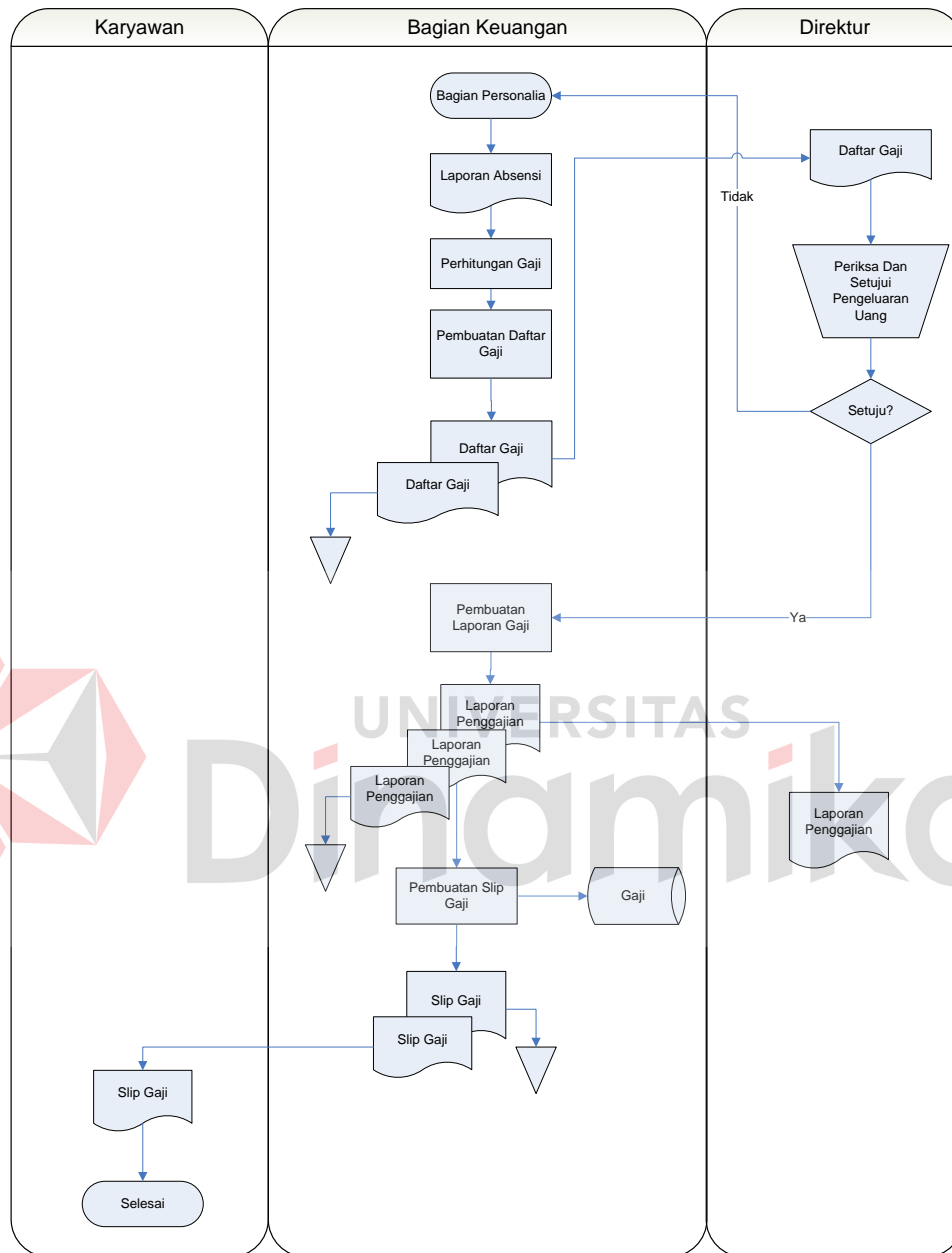 Karyawan
Bagian Keuangan
Direktur
Bagian Personalia
Laporan Absensi
Perhitungan Gaji
Pembuatan Daftar
Gaji
Daftar Gaji
Daftar Gaji
Daftar Gaji
Tidak
Periksa Dan
Setujui
Pengeluaran
Uang
Setuju?
Ya
Pembuatan
Laporan Gaji
Laporan
Penggajian
Laporan
Penggajian
Laporan
Penggajian
Laporan
Penggajian
UNIVERSITAS
Dinamika
Pembuatan Slip
Gaji
Gaji
Slip Gaji
Slip Gaji
Slip Gaji
Selesai